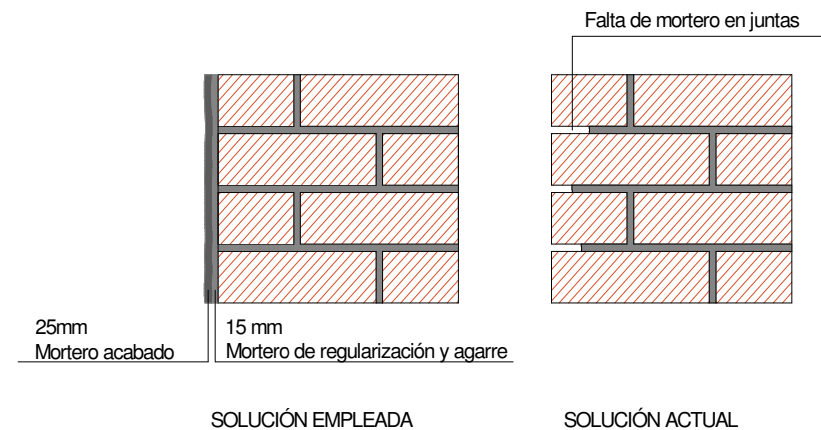 Falta de mortero en juntas
25mm
Mortero acabado
15 mm
Mortero de regularización y agarre
SOLUCIÓN EMPLEADA
SOLUCIÓN ACTUAL